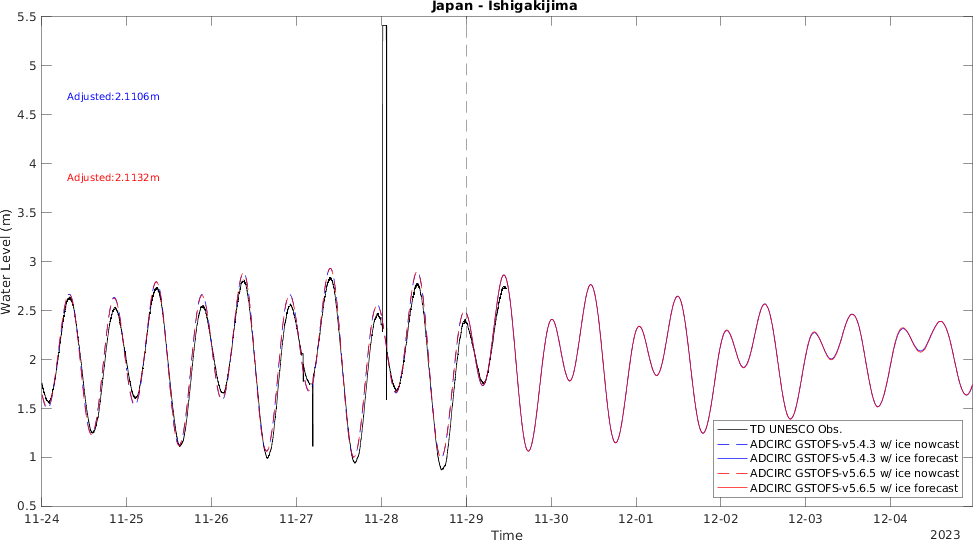 Japan - Ishigakijima
5.5
5
4.5
4
3.5
3
2.5
2
1.5
1
0.5
Water Level (m)
Adjusted:2.1106m
Adjusted:2.1132m
TD UNESCO Obs.
ADCIRC GSTOFS-v5.4.3 w/ ice nowcast
ADCIRC GSTOFS-v5.4.3 w/ ice forecast
ADCIRC GSTOFS-v5.6.5 w/ ice nowcast
ADCIRC GSTOFS-v5.6.5 w/ ice forecast
11-24 11-25 11-26 11-27 11-28 11-29 11-30 12-01 12-02 12-03 12-04
Time
2023